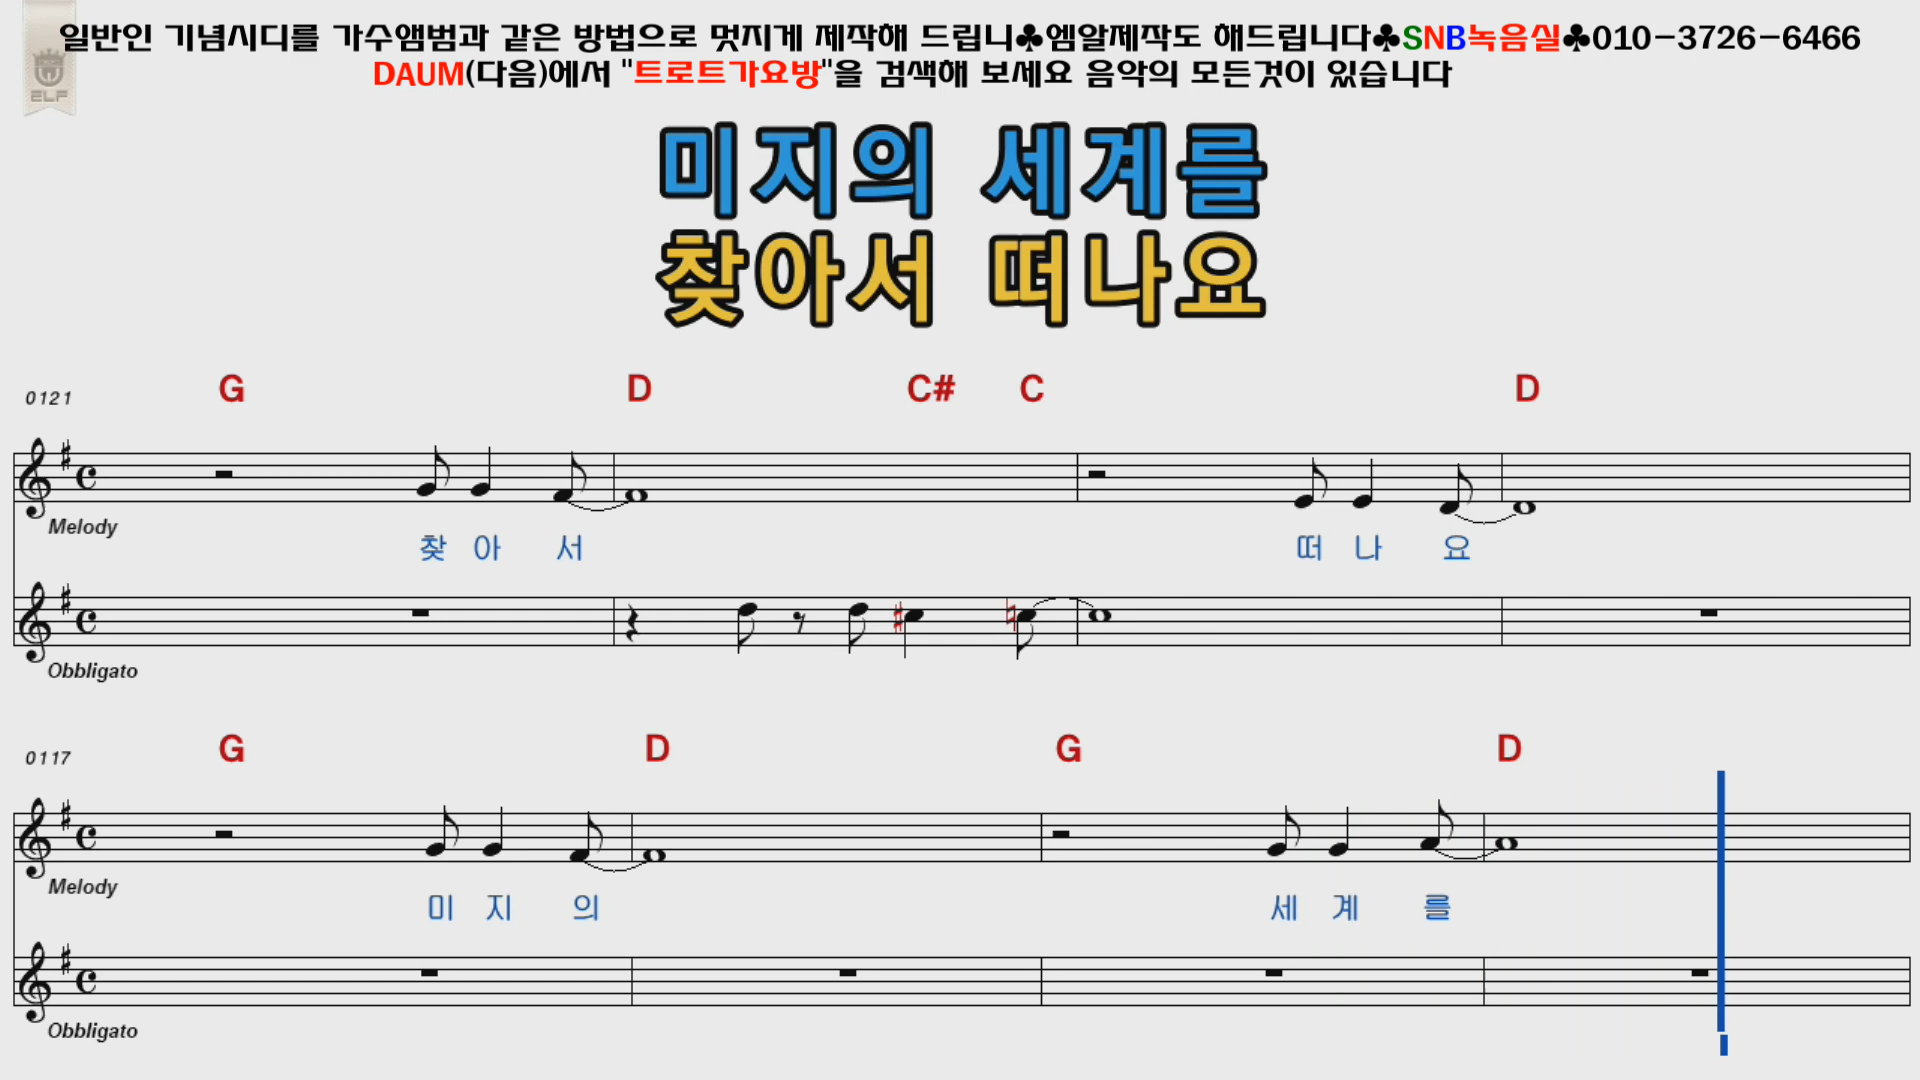 일반인 기념시디를 가수앰범과 같은 방법으로 멋지게 제작해 드립니♣엠알제작도 해드립니다♣SNB녹음실♣010-3726-6466
DAUM(다음)에서 "트로트가요방"을 검색해 보세요 음악의 모든것이 있습니다
ELF
미지의 세계를
찾아서 떠나요
G D C# C D
0121
Melody
찾 아 서 떠 나 요
Obbligato
G D G D
0117
Melody
미 지 의 세 계 를
Obbligato